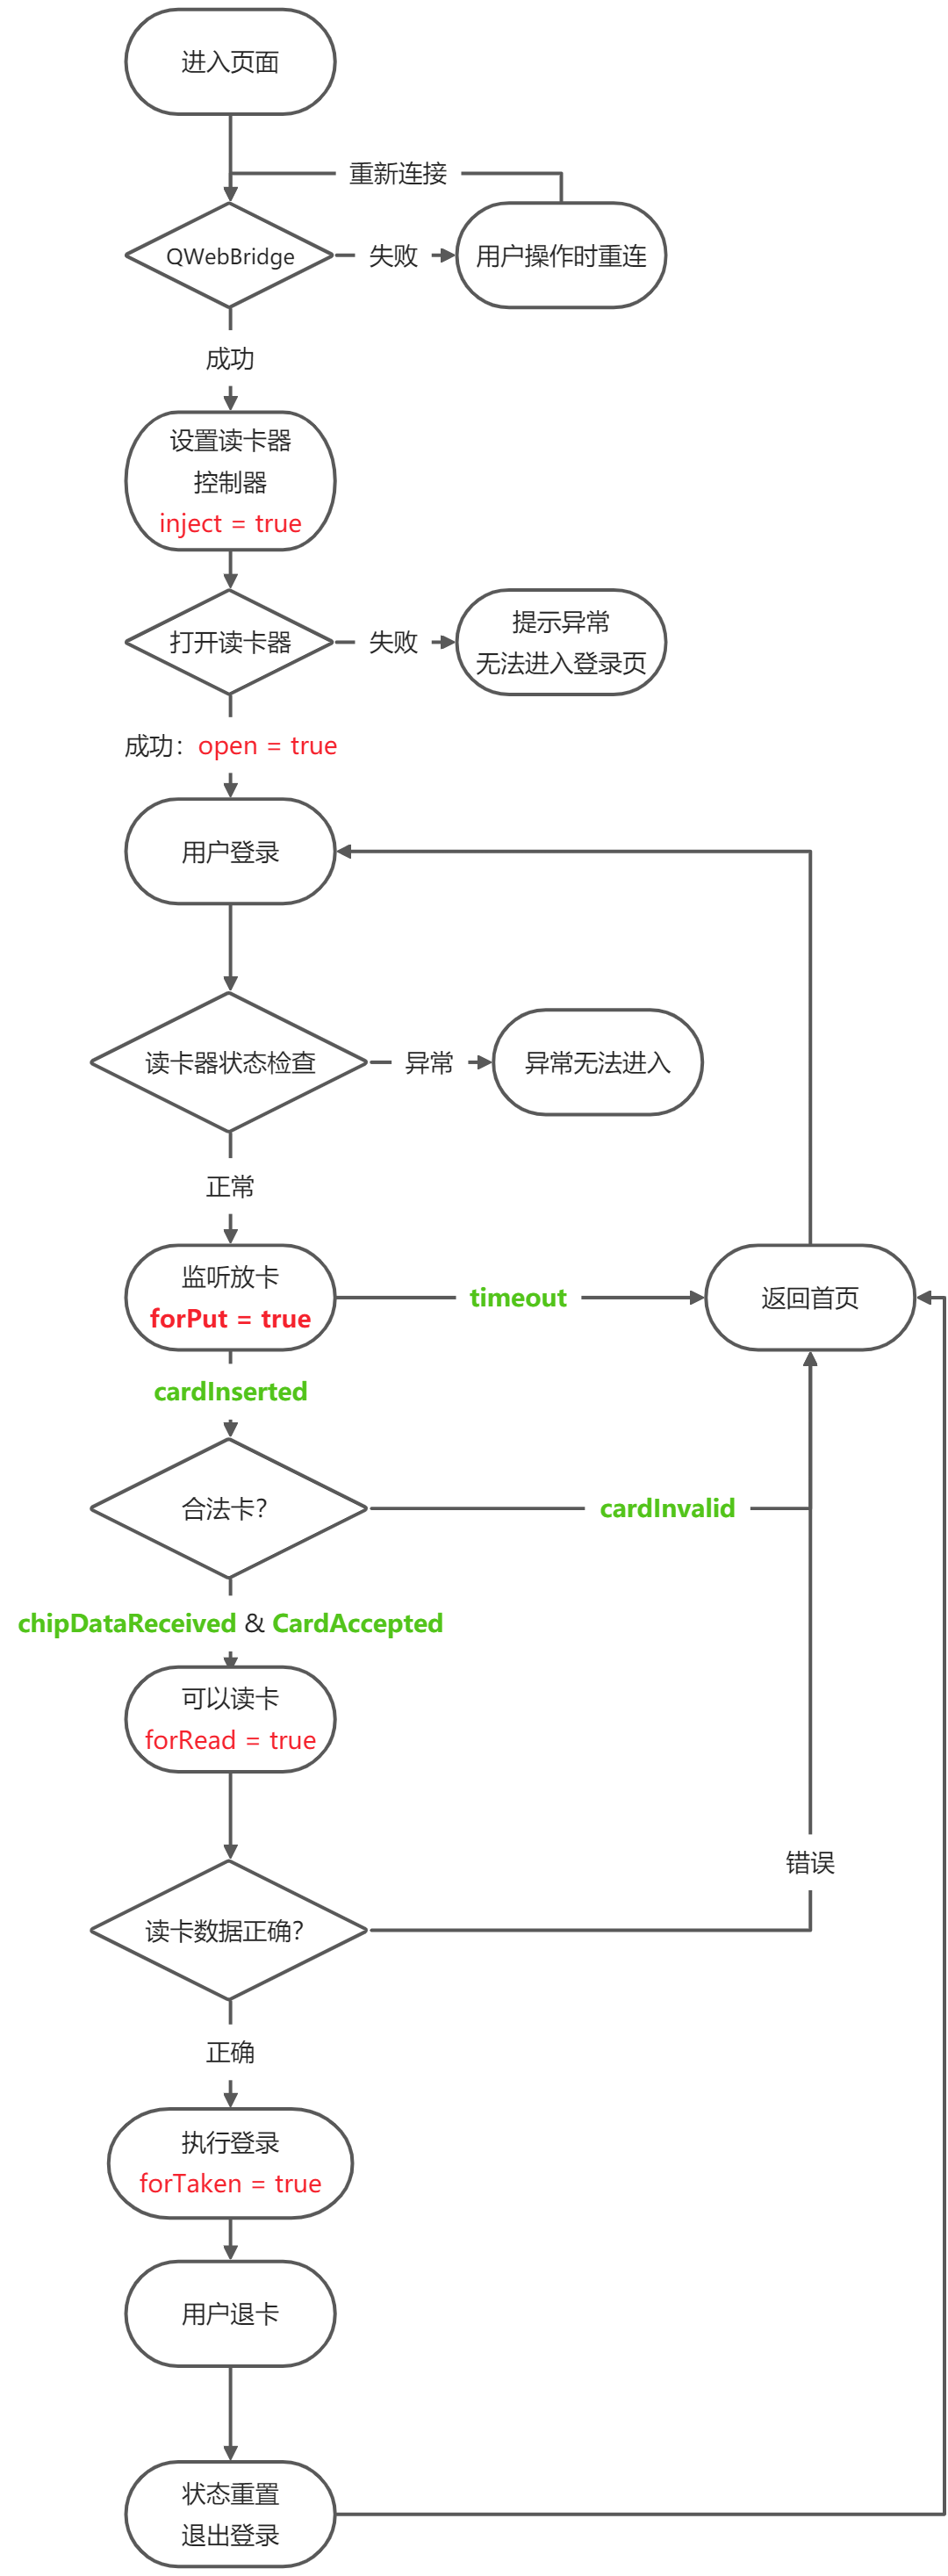 进入页面
重新连接
QWebBridge
失败
用户操作时重连
成功
设置读卡器
控制器
inject = true
打开读卡器
失败
提示异常
无法进入登录页
成功：open = true
用户登录
读卡器状态检查
异常
异常无法进入
正常
监听放卡
forPut = true
timeout
返回首页
cardInserted
合法卡？
cardInvalid
chipDataReceived & CardAccepted
可以读卡
forRead = true
错误
读卡数据正确？
正确
执行登录
forTaken = true
用户退卡
状态重置
退出登录